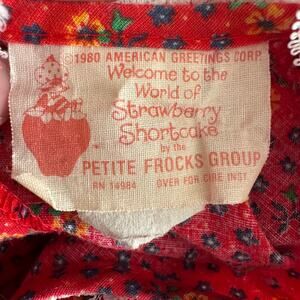 ©1980 AMERICAN GREETINGS CORP.
Welcome to the
World of
Strawberry
Shortcake
by the
PETITE FROCKS GROUP
RN 14984 OVER FOR CARE INST.